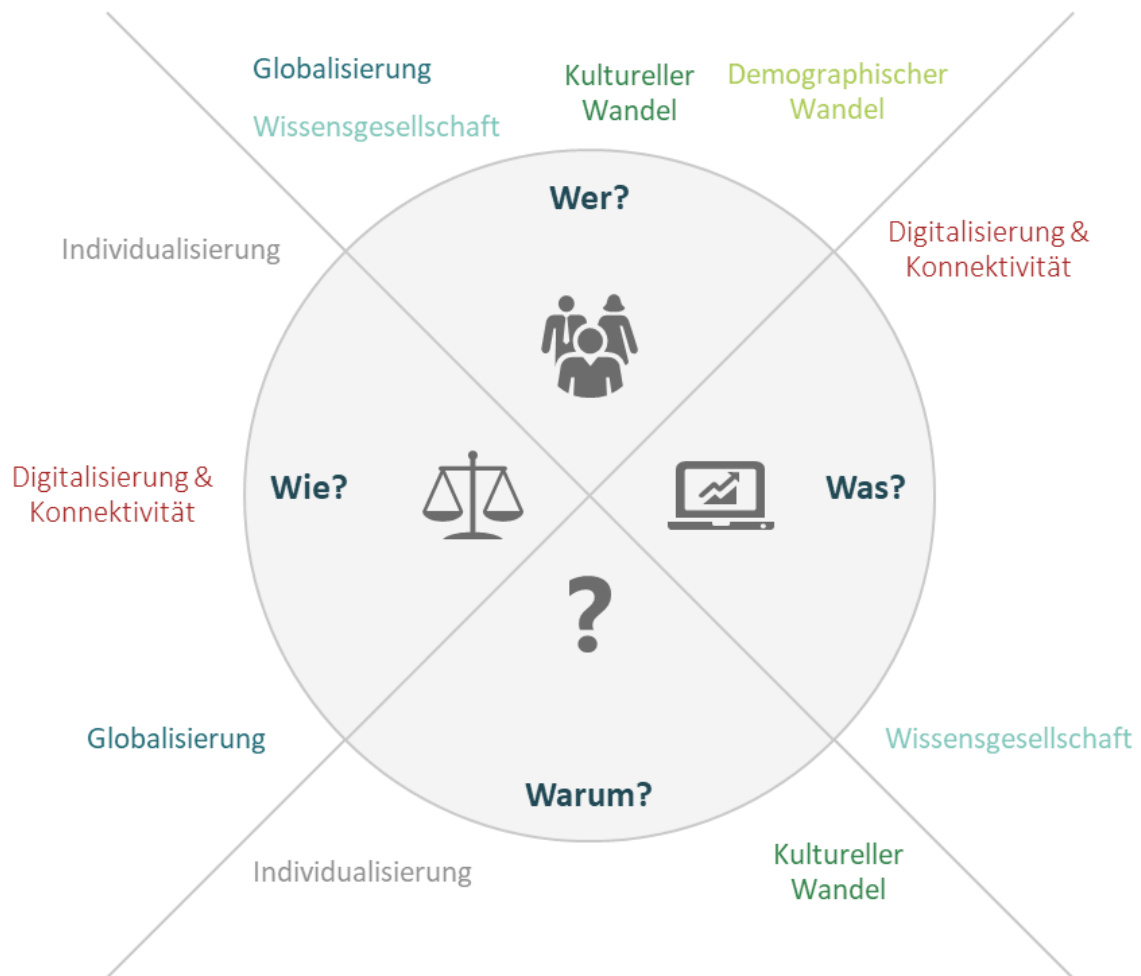 Globalisierung
Wissensgesellschaft
Kultureller
Wandel
Demographischer
Wandel
Wer?
Individualisierung
Digitalisierung &
Konnektivität
Digitalisierung &
Konnektivität
Wie?
Was?
?
Globalisierung
Wissensgesellschaft
Warum?
Individualisierung
Kultureller
Wandel